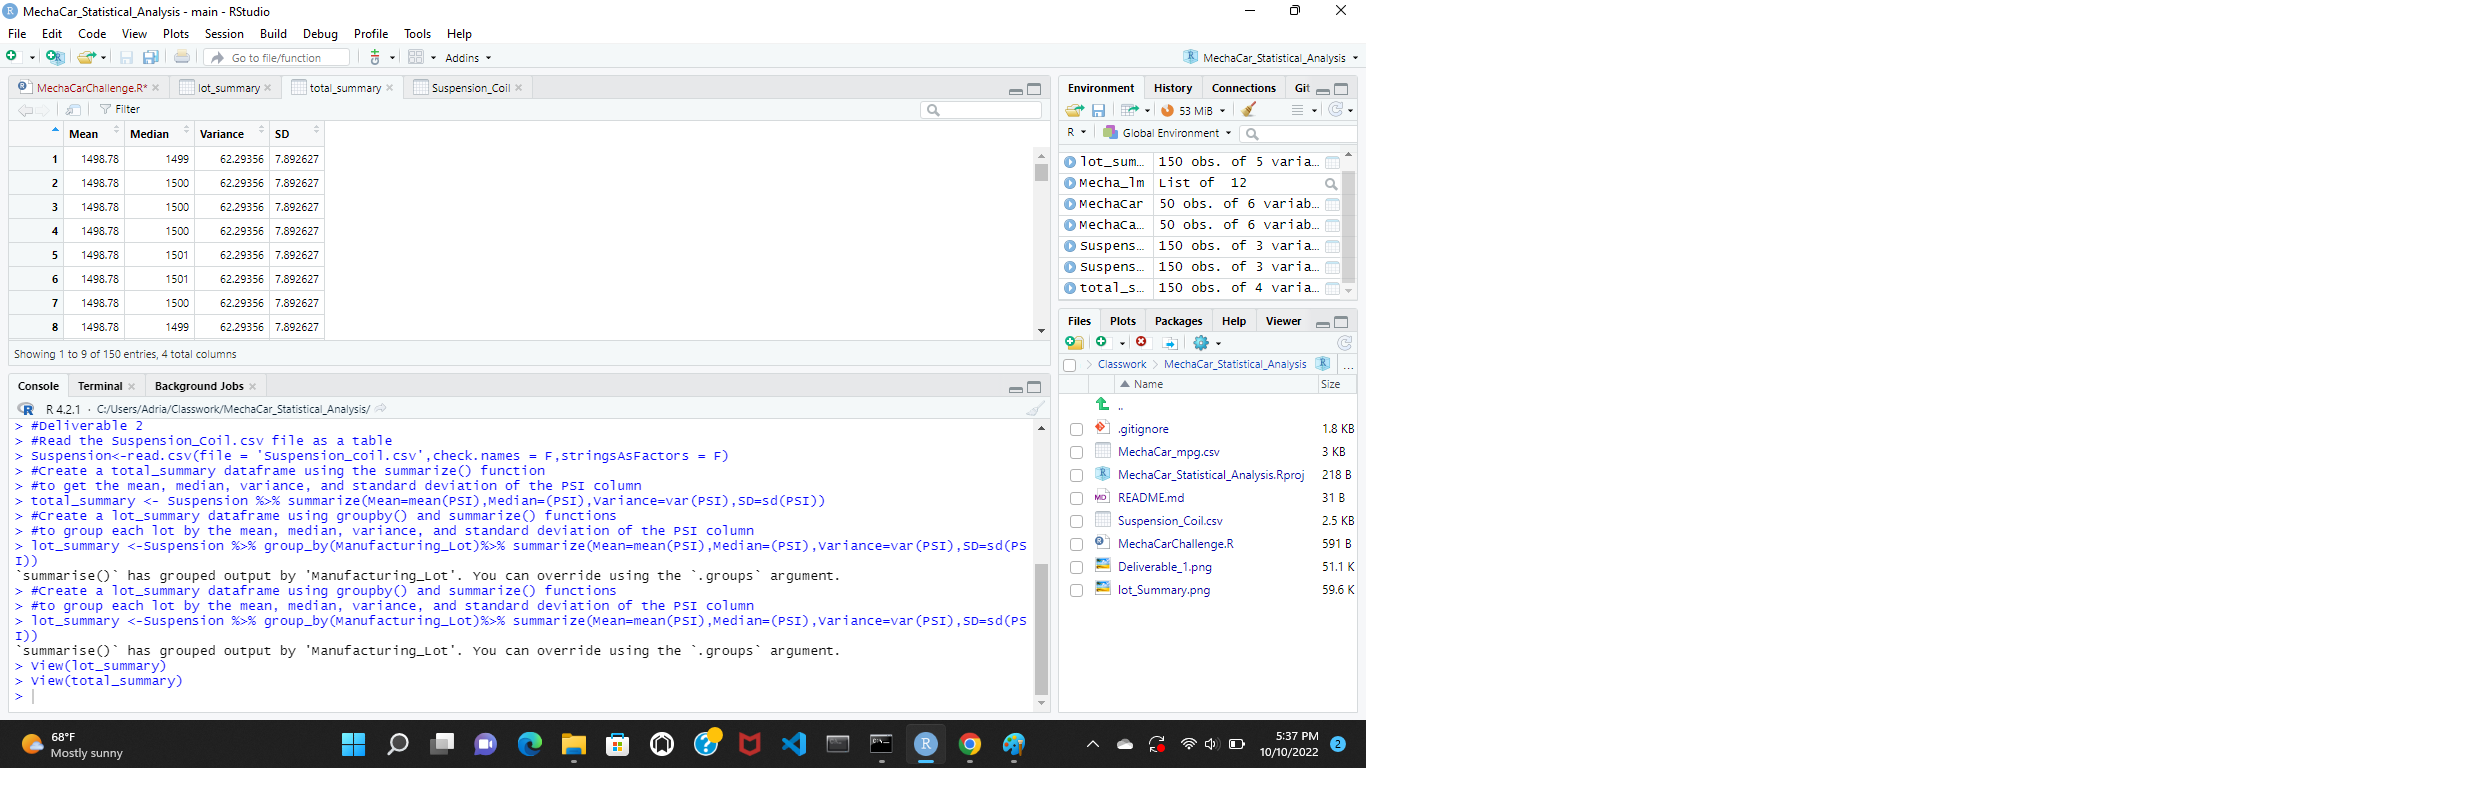 MechaCar_Statistical_Analysis - main - RStudio
File Edit Code View Plots Session Build Debug Profile Tools Help
Go to file/function Addins MechaCar_Statistical_Analysis
MechaCarChallenge.R* lot_summary total_summary Suspension_Coil
Filter
Mean Median Variance SD
1 1498.78 1499 62.29356 7.892627
2 1498.78 1500 62.29356 7.892627
3 1498.78 1500 62.29356 7.892627
4 1498.78 1500 62.29356 7.892627
5 1498.78 1501 62.29356 7.892627
6 1498.78 1501 62.29356 7.892627
7 1498.78 1500 62.29356 7.892627
8 1498.78 1499 62.29356 7.892627
Showing 1 to 9 of 150 entries, 4 total columns
Console Terminal Background Jobs
R 4.2.1 · C:/Users/Adria/Classwork/MechaCar_Statistical_Analysis/
> #Deliverable 2
> #Read the Suspension_Coil.csv file as a table
> Suspension<-read.csv(file = 'Suspension_coil.csv',check.names = F,stringsAsFactors = F)
> #Create a total_summary dataframe using the summarize() function
> #to get the mean, median, variance, and standard deviation of the PSI column
> total_summary <- Suspension %>% summarize(Mean=mean(PSI),Median=(PSI),Variance=var(PSI),SD=sd(PSI))
> #Create a lot_summary dataframe using groupby() and summarize() functions
> #to group each lot by the mean, median, variance, and standard deviation of the PSI column
> lot_summary <-Suspension %>% group_by(Manufacturing_Lot)%>% summarize(Mean=mean(PSI),Median=(PSI),Variance=var(PSI),SD=sd(PS
I))
`summarise()` has grouped output by 'Manufacturing_Lot'. You can override using the `.groups` argument.
> #Create a lot_summary dataframe using groupby() and summarize() functions
> #to group each lot by the mean, median, variance, and standard deviation of the PSI column
> lot_summary <-Suspension %>% group_by(Manufacturing_Lot)%>% summarize(Mean=mean(PSI),Median=(PSI),Variance=var(PSI),SD=sd(PS
I))
`summarise()` has grouped output by 'Manufacturing_Lot'. You can override using the `.groups` argument.
> View(lot_summary)
> View(total_summary)
>
Environment History Connections Git
53 MiB
R Global Environment
lot_sum… 150 obs. of 5 varia…
Mecha_lm List of 12
MechaCar 50 obs. of 6 variab…
MechaCa… 50 obs. of 6 variab…
Suspens… 150 obs. of 3 varia…
Suspens… 150 obs. of 3 varia…
total_s… 150 obs. of 4 varia…
Files Plots Packages Help Viewer
Classwork MechaCar_Statistical_Analysis ...
Name Size
..
.gitignore 1.8 KB
MechaCar_mpg.csv 3 KB
MechaCar_Statistical_Analysis.Rproj 218 B
README.md 31 B
Suspension_Coil.csv 2.5 KB
MechaCarChallenge.R 591 B
Deliverable_1.png 51.1 K
lot_Summary.png 59.6 K
68°F
Mostly sunny
5:37 PM
10/10/2022
2